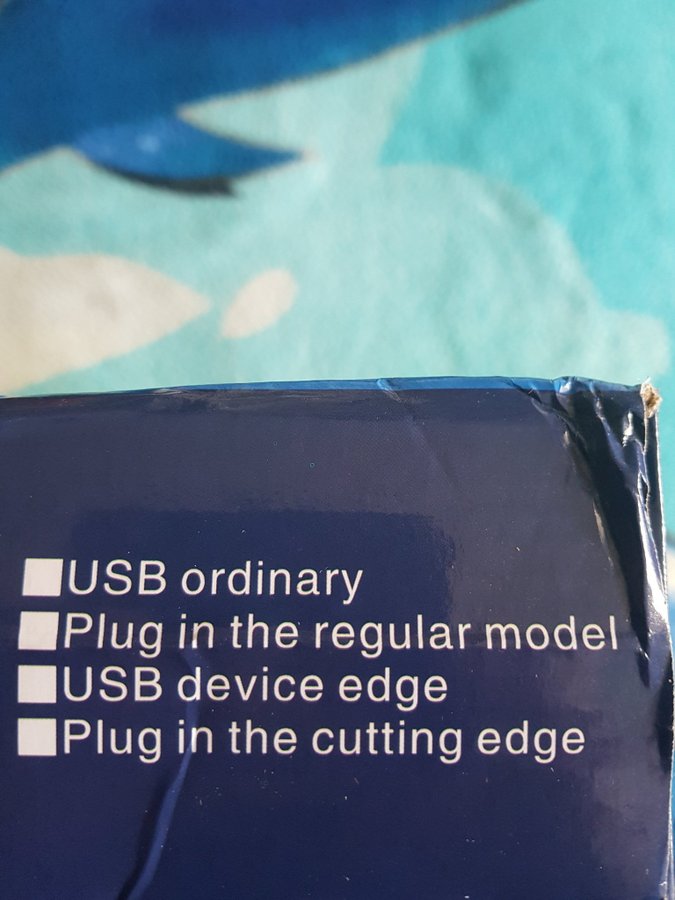 USB ordinary
Plug in the regular model
USB device edge
Plug in the cutting edge